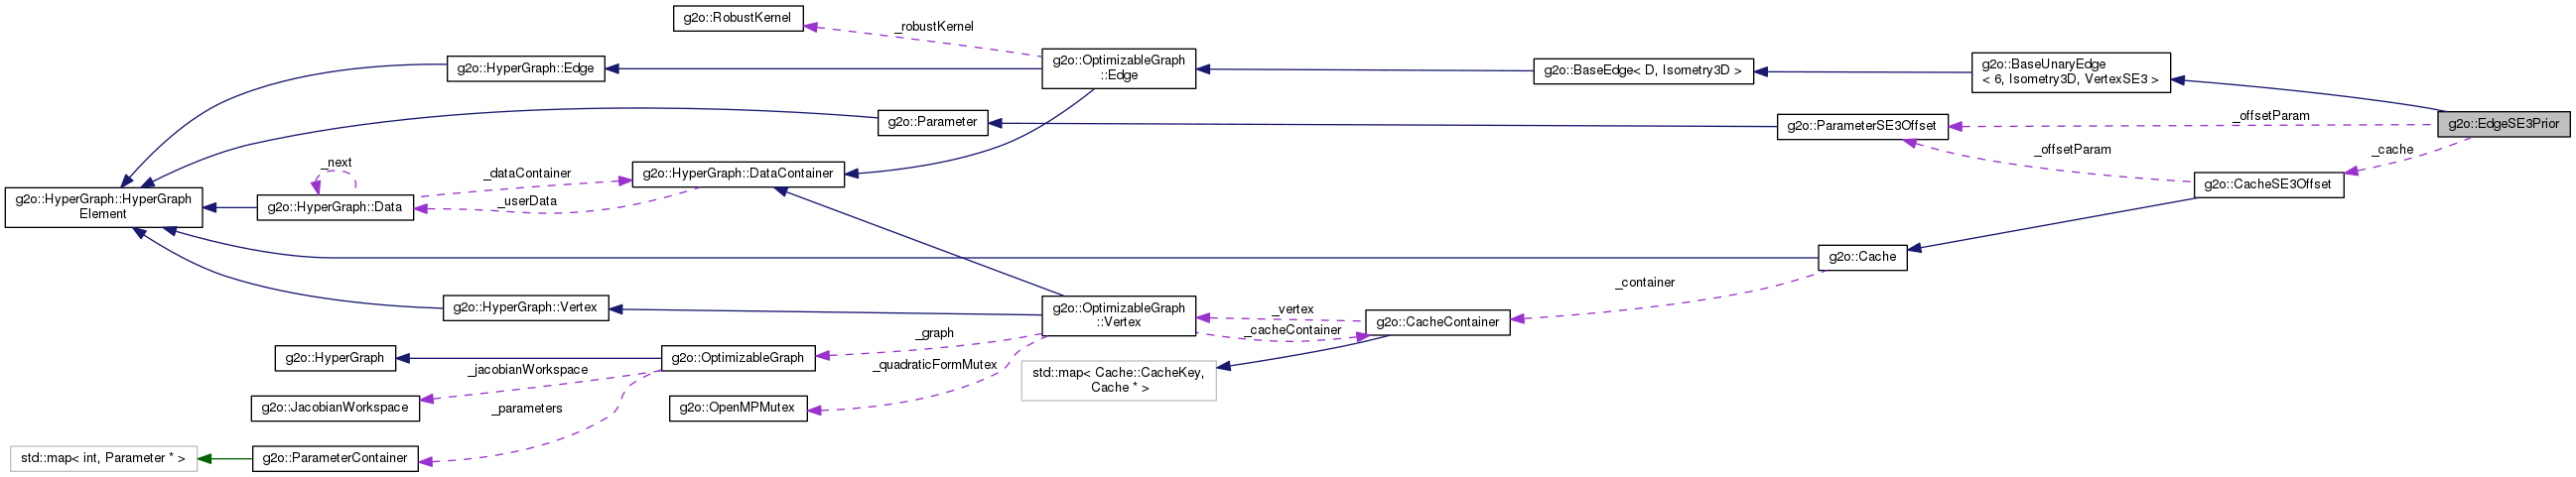 g2o::RobustKernel
_robustKernel
g2o::HyperGraph::Edge
g2o::OptimizableGraph
::Edge
g2o::BaseEdge< D, Isometry3D >
g2o::BaseUnaryEdge
< 6, Isometry3D, VertexSE3 >
g2o::Parameter
g2o::ParameterSE3Offset
_offsetParam
g2o::EdgeSE3Prior
_offsetParam
_cache
_next
_dataContainer
g2o::HyperGraph::DataContainer
g2o::CacheSE3Offset
g2o::HyperGraph::HyperGraph
Element
g2o::HyperGraph::Data
_userData
g2o::Cache
_container
g2o::HyperGraph::Vertex
g2o::OptimizableGraph
::Vertex
_vertex
_cacheContainer
g2o::CacheContainer
_graph
g2o::HyperGraph
g2o::OptimizableGraph
_quadraticFormMutex
std::map< Cache::CacheKey,
Cache * >
_jacobianWorkspace
g2o::JacobianWorkspace
_parameters
g2o::OpenMPMutex
std::map< int, Parameter * >
g2o::ParameterContainer